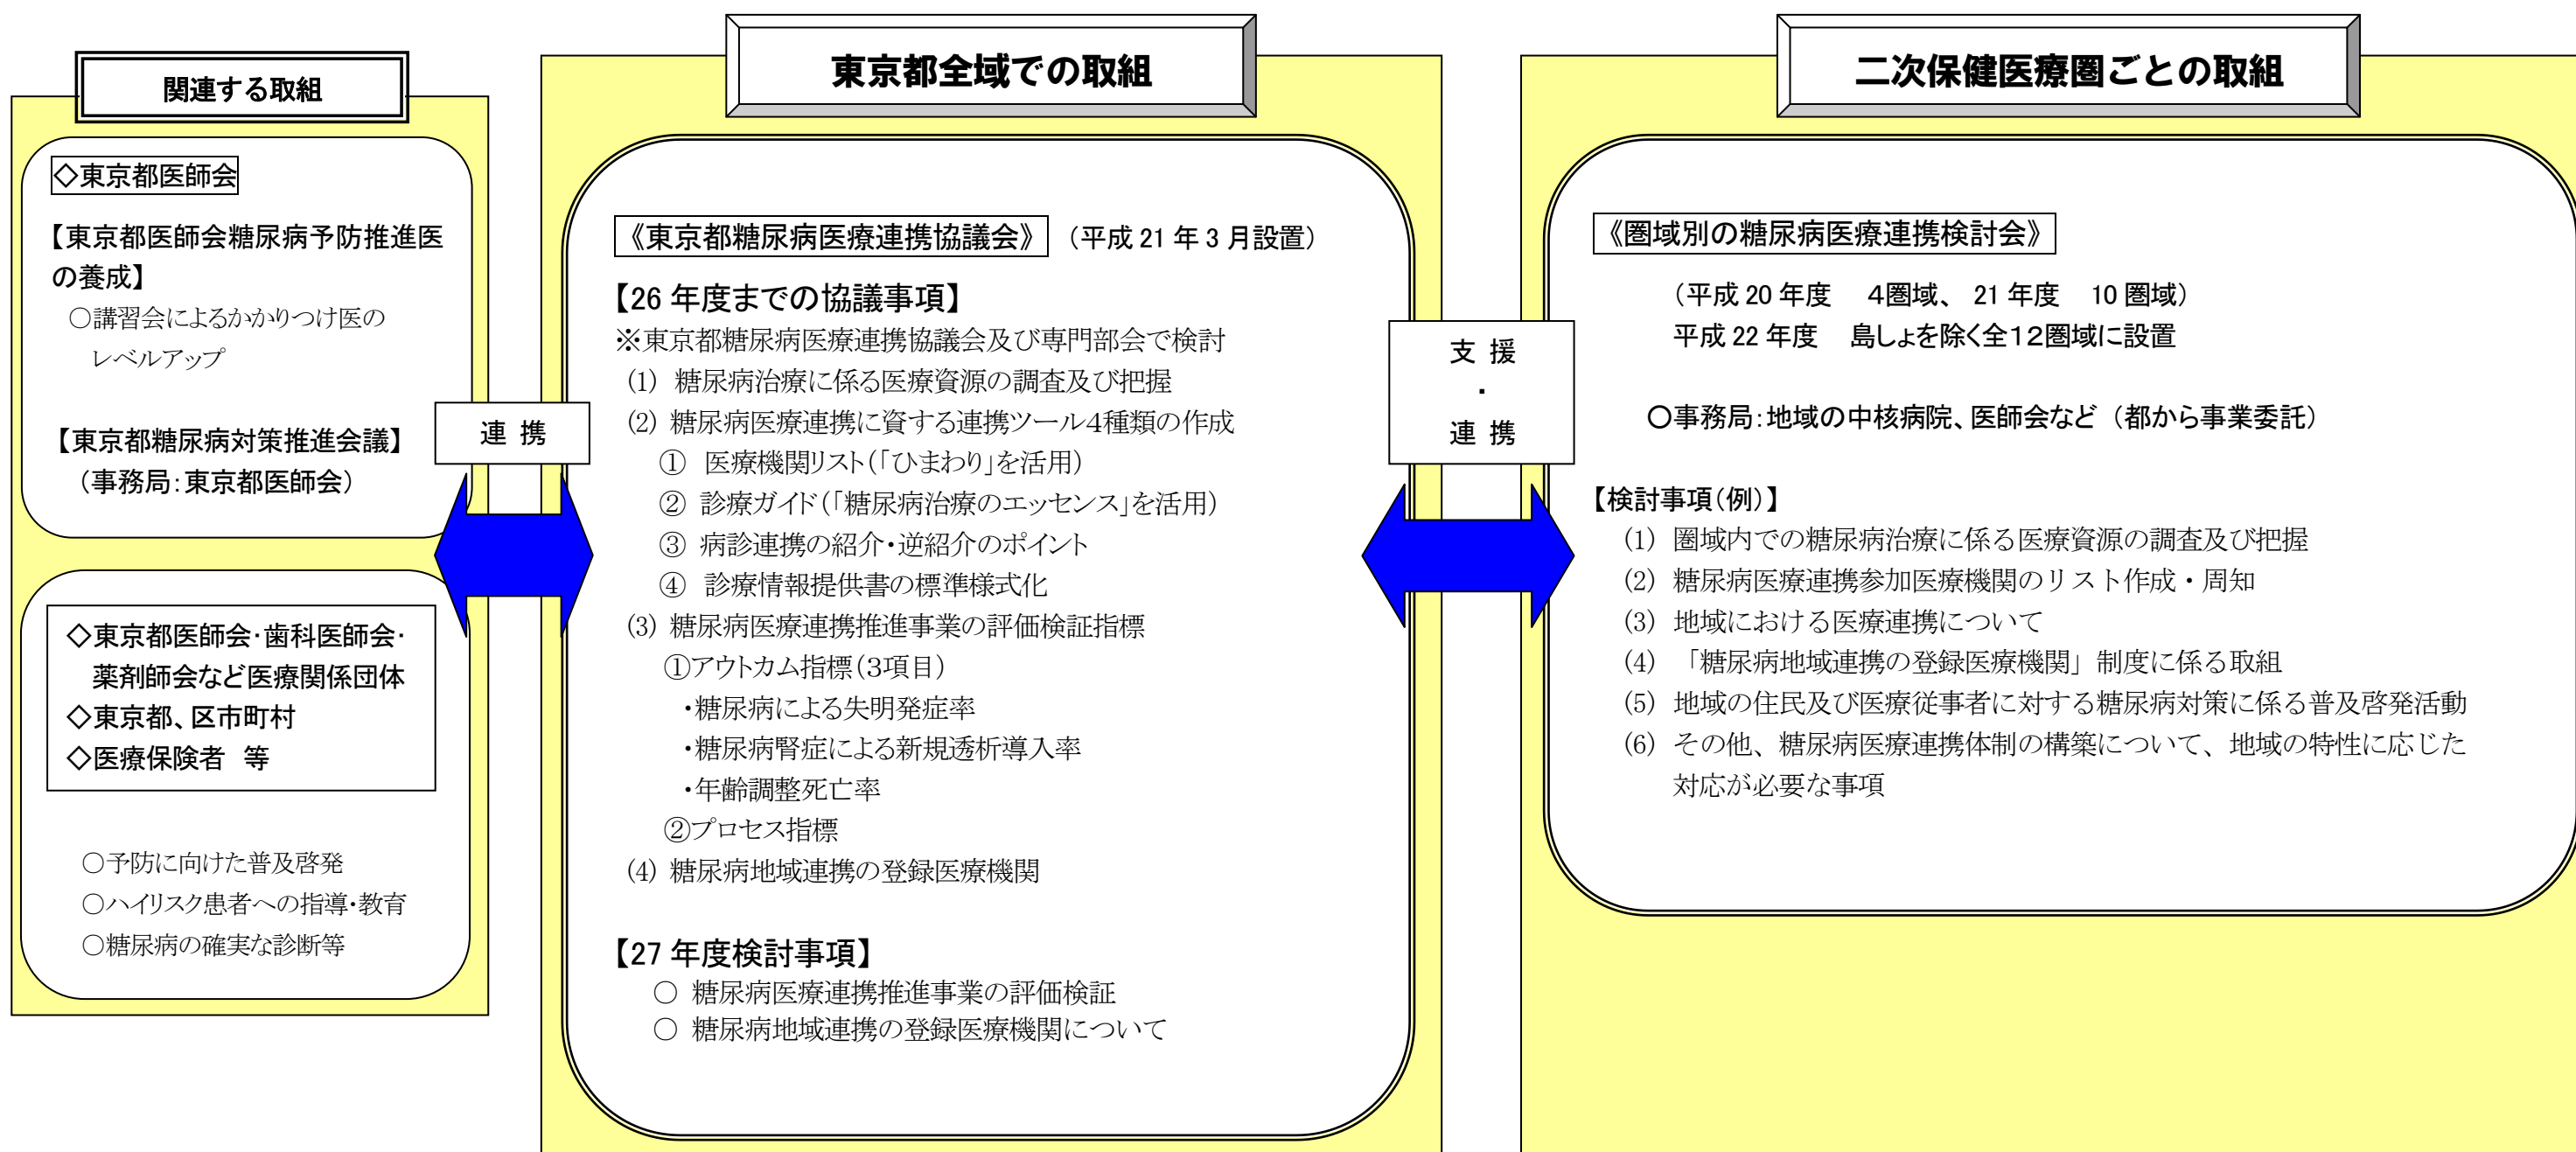 関連する取組
◇東京都医師会
【東京都医師会糖尿病予防推進医
の養成】
○講習会によるかかりつけ医の
レベルアップ
【東京都糖尿病対策推進会議】
（事務局：東京都医師会）
◇東京都医師会・歯科医師会・
薬剤師会など医療関係団体
◇東京都、区市町村
◇医療保険者 等
○予防に向けた普及啓発
○ハイリスク患者への指導・教育
○糖尿病の確実な診断等
連 携
東京都全域での取組
《東京都糖尿病医療連携協議会》 （平成 21 年 3 月設置）
【26 年度までの協議事項】
※東京都糖尿病医療連携協議会及び専門部会で検討
(1) 糖尿病治療に係る医療資源の調査及び把握
(2) 糖尿病医療連携に資する連携ツール4種類の作成
① 医療機関リスト（「ひまわり」を活用）
② 診療ガイド（「糖尿病治療のエッセンス」を活用）
③ 病診連携の紹介・逆紹介のポイント
④ 診療情報提供書の標準様式化
(3) 糖尿病医療連携推進事業の評価検証指標
①アウトカム指標（3項目）
・糖尿病による失明発症率
・糖尿病腎症による新規透析導入率
・年齢調整死亡率
②プロセス指標
(4) 糖尿病地域連携の登録医療機関
【27 年度検討事項】
○ 糖尿病医療連携推進事業の評価検証
○ 糖尿病地域連携の登録医療機関について
支 援
・
連 携
二次保健医療圏ごとの取組
《圏域別の糖尿病医療連携検討会》
（平成 20 年度 ４圏域、 21 年度 10 圏域）
平成 22 年度 島しょを除く全１２圏域に設置
○事務局：地域の中核病院、医師会など （都から事業委託）
【検討事項（例）】
(1) 圏域内での糖尿病治療に係る医療資源の調査及び把握
(2) 糖尿病医療連携参加医療機関のリスト作成・周知
(3) 地域における医療連携について
(4) 「糖尿病地域連携の登録医療機関」制度に係る取組
(5) 地域の住民及び医療従事者に対する糖尿病対策に係る普及啓発活動
(6) その他、糖尿病医療連携体制の構築について、地域の特性に応じた
対応が必要な事項